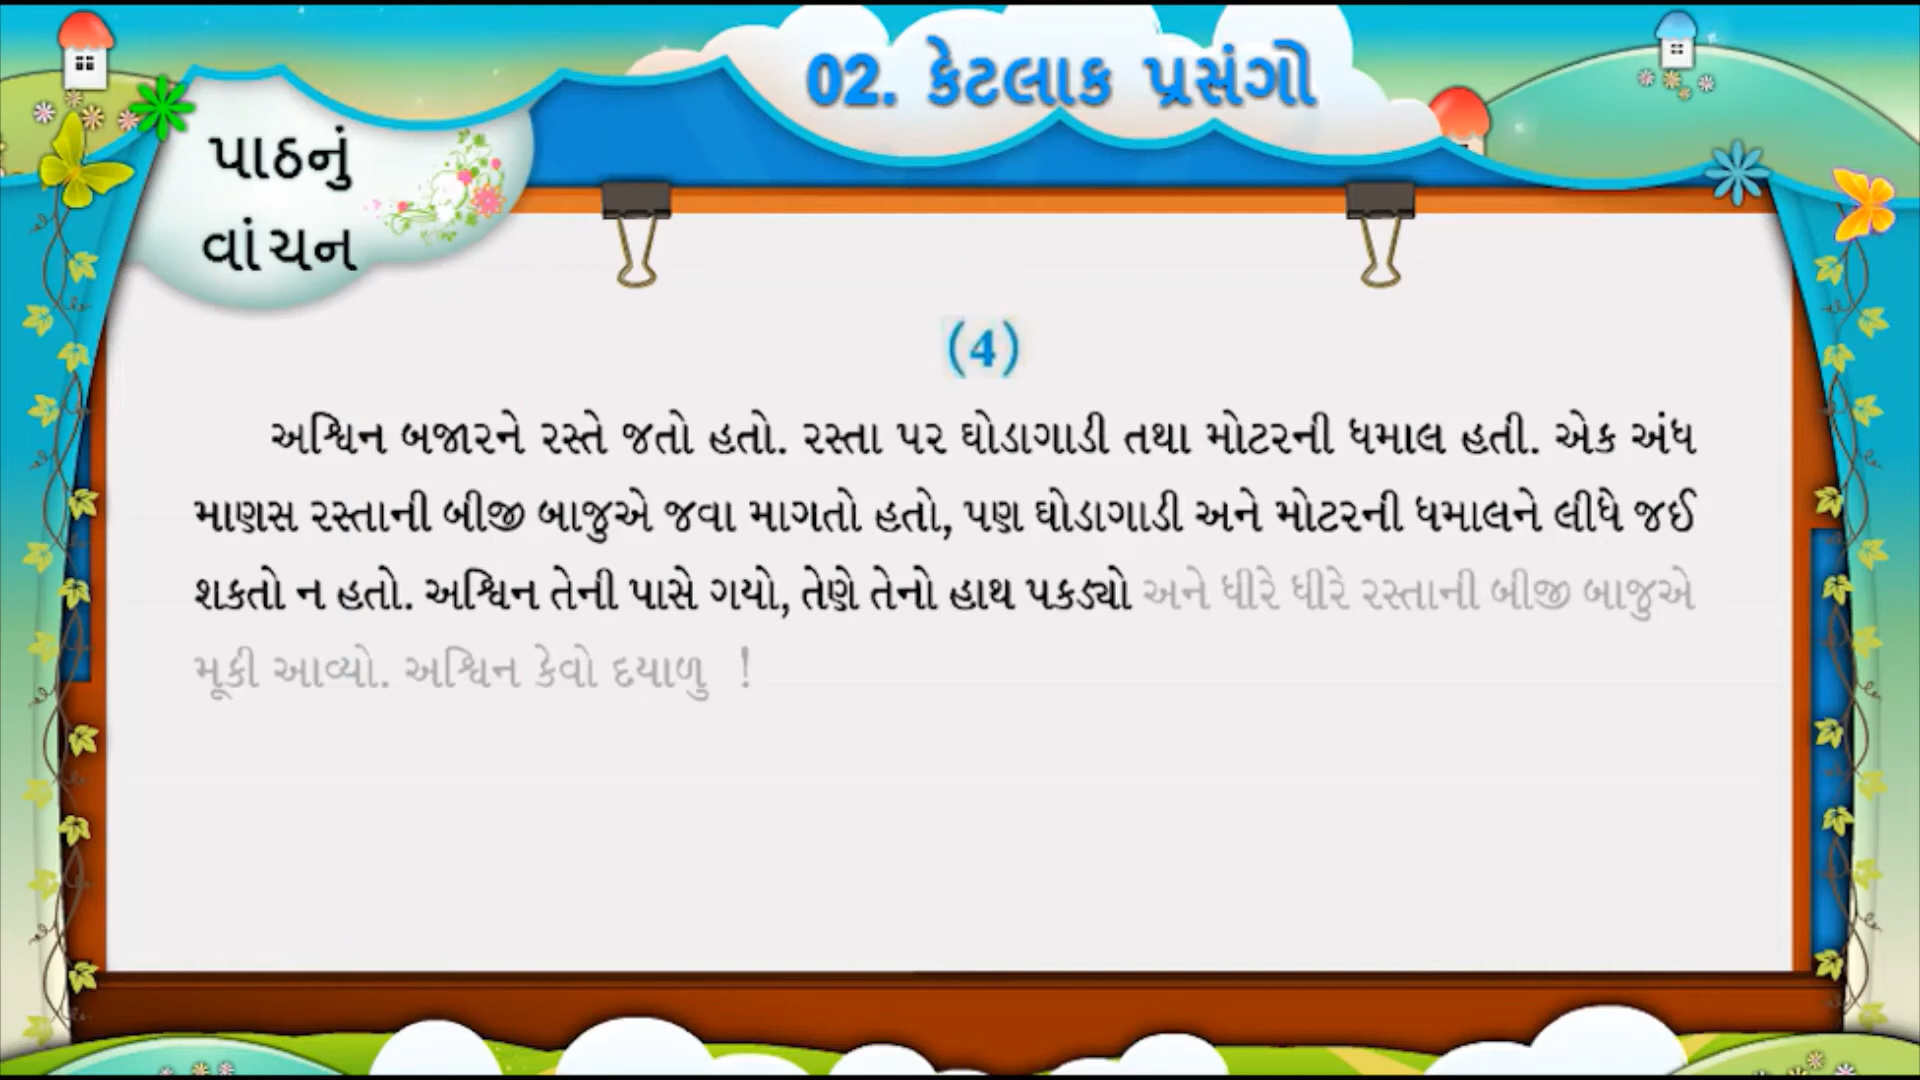 02. કેટલાક પ્રસંગો
પાઠનું
વાંચન
(4)
અશ્વિન બજારને રસ્તે જતો હતો. રસ્તા પર ઘોડાગાડી તથા મોટરની ધમાલ હતી. એક અંધ
માણસ રસ્તાની બીજી બાજુએ જવા માગતો હતો, પણ ઘોડાગાડી અને મોટરની ધમાલને લીધે જઈ
શકતો ન હતો. અશ્વિન તેની પાસે ગયો, તેણે તેનો હાથ પકડ્યો અને ધીરે ધીરે રસ્તાની બીજી બાજુએ
મૂકી આવ્યો. અશ્વિન કેવો દયાળુ !